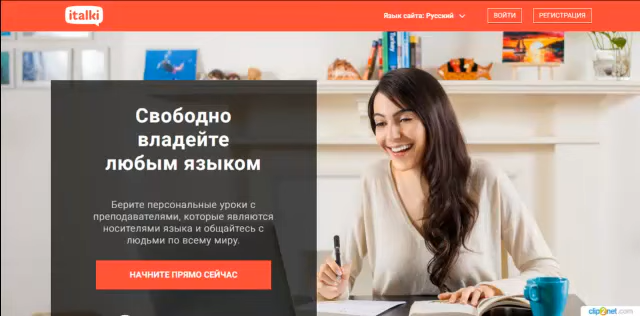 italki
Язык сайта: Русский
ВОЙТИ
РЕГИСТРАЦИЯ
Свободно
владейте
любым языком
Берите персональные уроки с
преподавателями, которые являются
носителями языка и общайтесь с
людьми по всему миру.
НАЧНИТЕ ПРЯМО СЕЙЧАС
clip2net.com